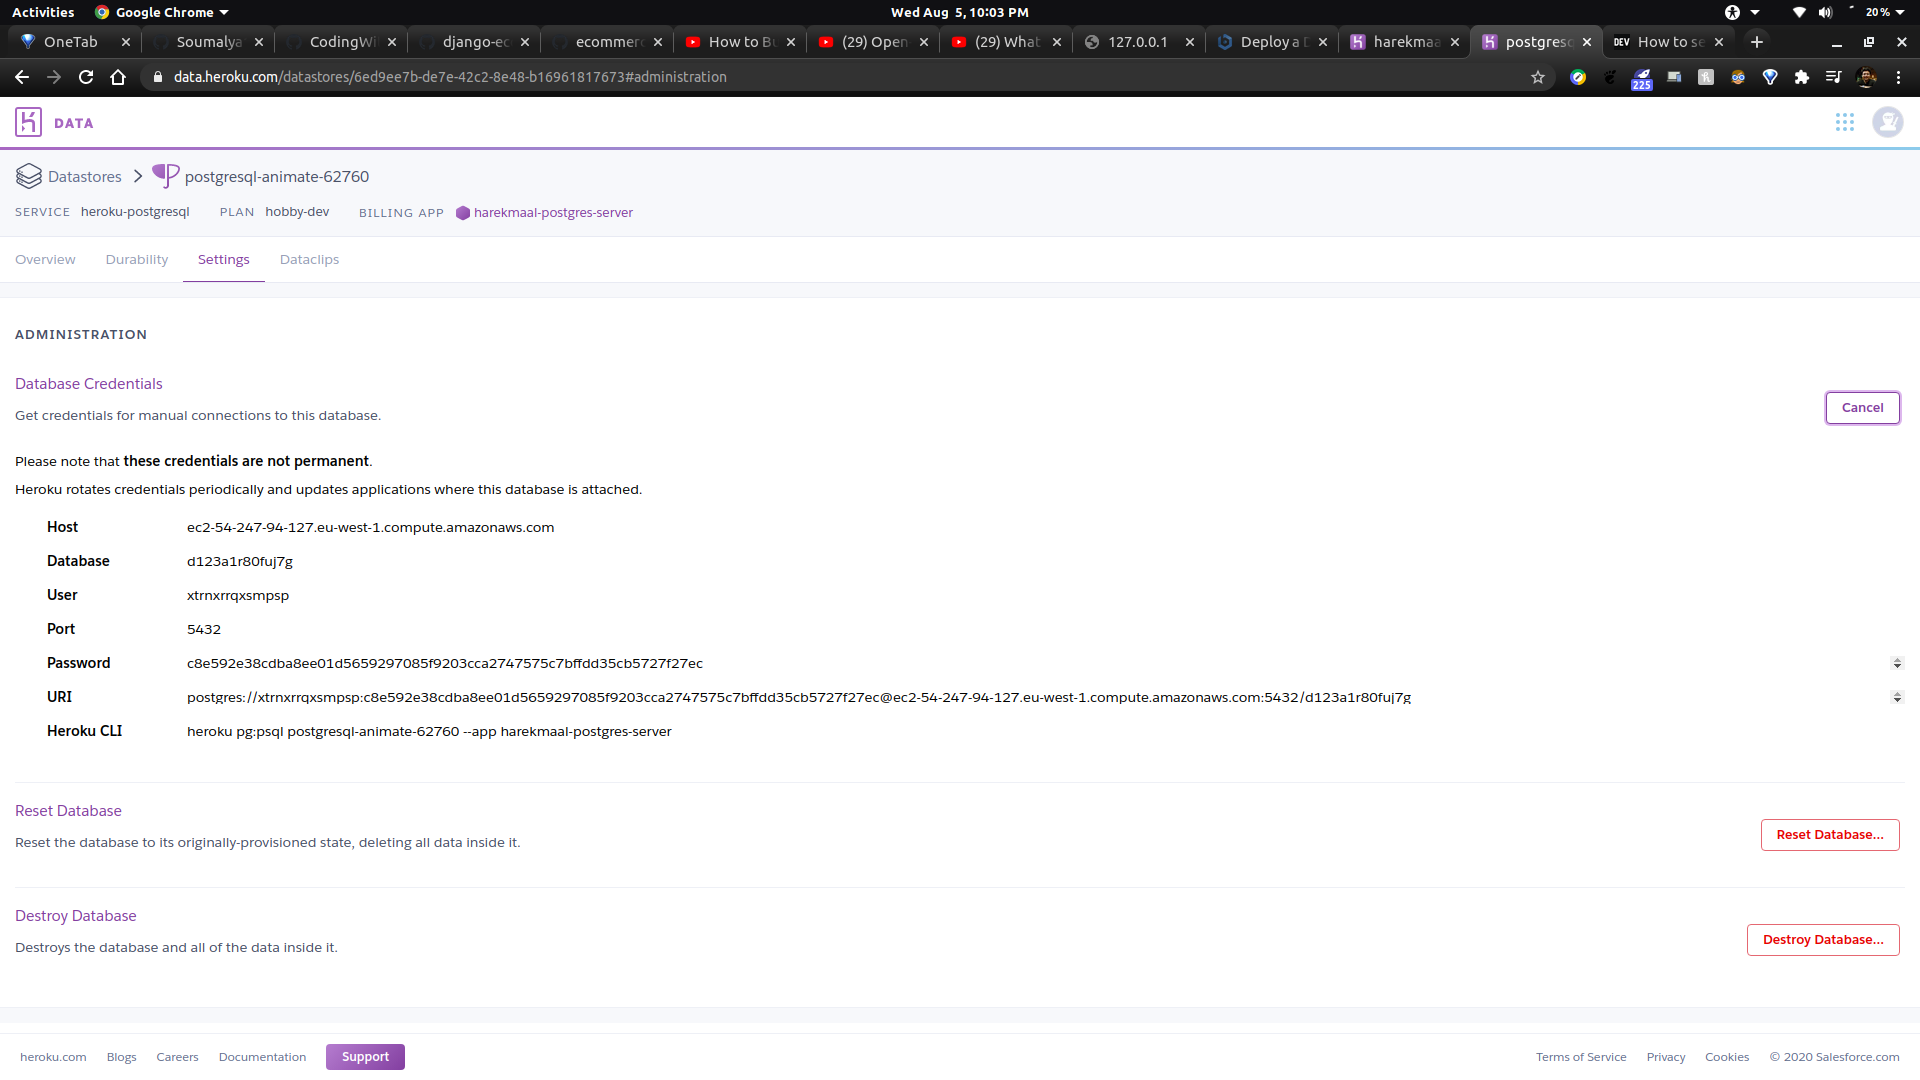 Activities Google Chrome Wed Aug 5, 10:03 PM 20 %
OneTab Soumalya CodingWi django-ec ecommerc How to Bu (29) Open (29) What 127.0.0.1 Deploy a D harekmaa postgresq DEV How to se
data.heroku.com/datastores/6ed9ee7b-de7e-42c2-8e48-b16961817673#administration 225
DATA
Datastores postgresql-animate-62760
SERVICE heroku-postgresql PLAN hobby-dev BILLING APP harekmaal-postgres-server
Overview Durability Settings Dataclips
ADMINISTRATION
Database Credentials
Get credentials for manual connections to this database.
Cancel
Please note that these credentials are not permanent.
Heroku rotates credentials periodically and updates applications where this database is attached.
Host ec2-54-247-94-127.eu-west-1.compute.amazonaws.com
Database d123a1r80fuj7g
User xtrnxrrqxsmpsp
Port 5432
Password c8e592e38cdba8ee01d5659297085f9203cca2747575c7bffdd35cb5727f27ec
URI postgres://xtrnxrrqxsmpsp:c8e592e38cdba8ee01d5659297085f9203cca2747575c7bffdd35cb5727f27ec@ec2-54-247-94-127.eu-west-1.compute.amazonaws.com:5432/d123a1r80fuj7g
Heroku CLI heroku pg:psql postgresql-animate-62760 --app harekmaal-postgres-server
Reset Database
Reset the database to its originally-provisioned state, deleting all data inside it.
Reset Database...
Destroy Database
Destroys the database and all of the data inside it.
Destroy Database...
heroku.com Blogs Careers Documentation Support Terms of Service Privacy Cookies © 2020 Salesforce.com